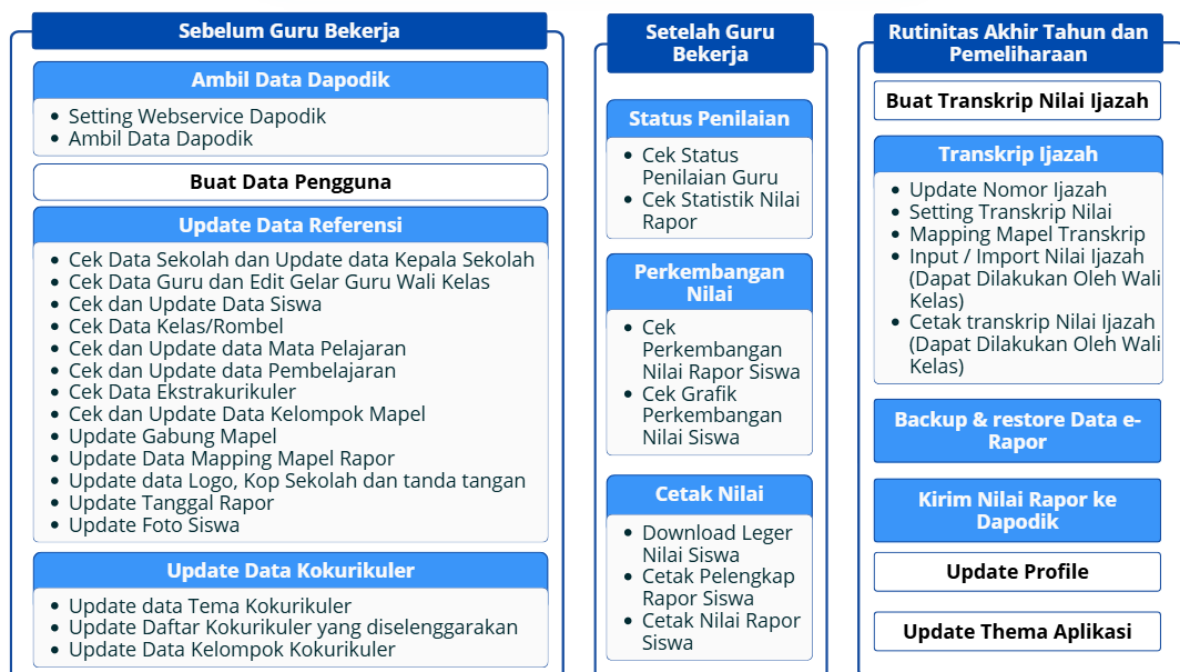 Sebelum Guru Bekerja
Ambil Data Dapodik
• Setting Webservice Dapodik
• Ambil Data Dapodik
Buat Data Pengguna
Update Data Referensi
• Cek Data Sekolah dan Update data Kepala Sekolah
• Cek Data Guru dan Edit Gelar Guru Wali Kelas
• Cek dan Update Data Siswa
• Cek Data Kelas/Rombel
• Cek dan Update data Mata Pelajaran
• Cek dan Update data Pembelajaran
• Cek Data Ekstrakurikuler
• Cek dan Update Data Kelompok Mapel
• Update Gabung Mapel
• Update Data Mapping Mapel Rapor
• Update data Logo, Kop Sekolah dan tanda tangan
• Update Tanggal Rapor
• Update Foto Siswa
Update Data Kokurikuler
• Update data Tema Kokurikuler
• Update Daftar Kokurikuler yang diselenggarakan
• Update Data Kelompok Kokurikuler
Setelah Guru
Bekerja
Status Penilaian
• Cek Status
Penilaian Guru
• Cek Statistik Nilai
Rapor
Perkembangan
Nilai
• Cek
Perkembangan
Nilai Rapor Siswa
• Cek Grafik
Perkembangan
Nilai Siswa
Cetak Nilai
• Download Leger
Nilai Siswa
• Cetak Pelengkap
Rapor Siswa
• Cetak Nilai Rapor
Siswa
Rutinitas Akhir Tahun dan
Pemeliharaan
Buat Transkrip Nilai Ijazah
Transkrip Ijazah
• Update Nomor Ijazah
• Setting Transkrip Nilai
• Mapping Mapel Transkrip
• Input / Import Nilai Ijazah
(Dapat Dilakukan Oleh Wali
Kelas)
• Cetak transkrip Nilai Ijazah
(Dapat Dilakukan Oleh Wali
Kelas)
Backup & restore Data e-
Rapor
Kirim Nilai Rapor ke
Dapodik
Update Profile
Update Thema Aplikasi